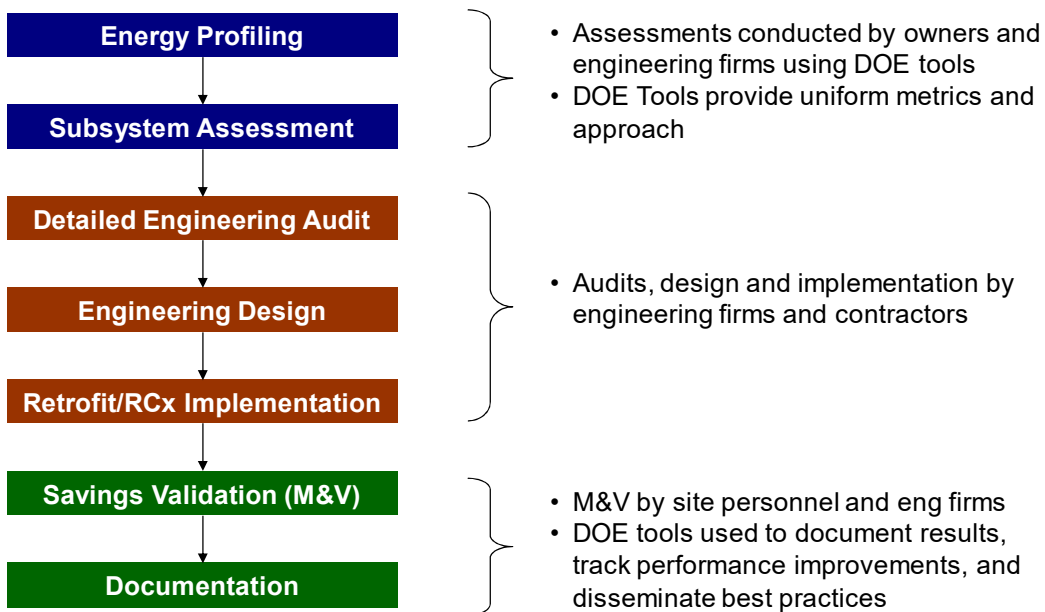 Energy Profiling
Subsystem Assessment
• Assessments conducted by owners and
engineering firms using DOE tools
• DOE Tools provide uniform metrics and
approach
Detailed Engineering Audit
Engineering Design
Retrofit/RCx Implementation
• Audits, design and implementation by
engineering firms and contractors
Savings Validation (M&V)
Documentation
• M&V by site personnel and eng firms
• DOE tools used to document results,
track performance improvements, and
disseminate best practices